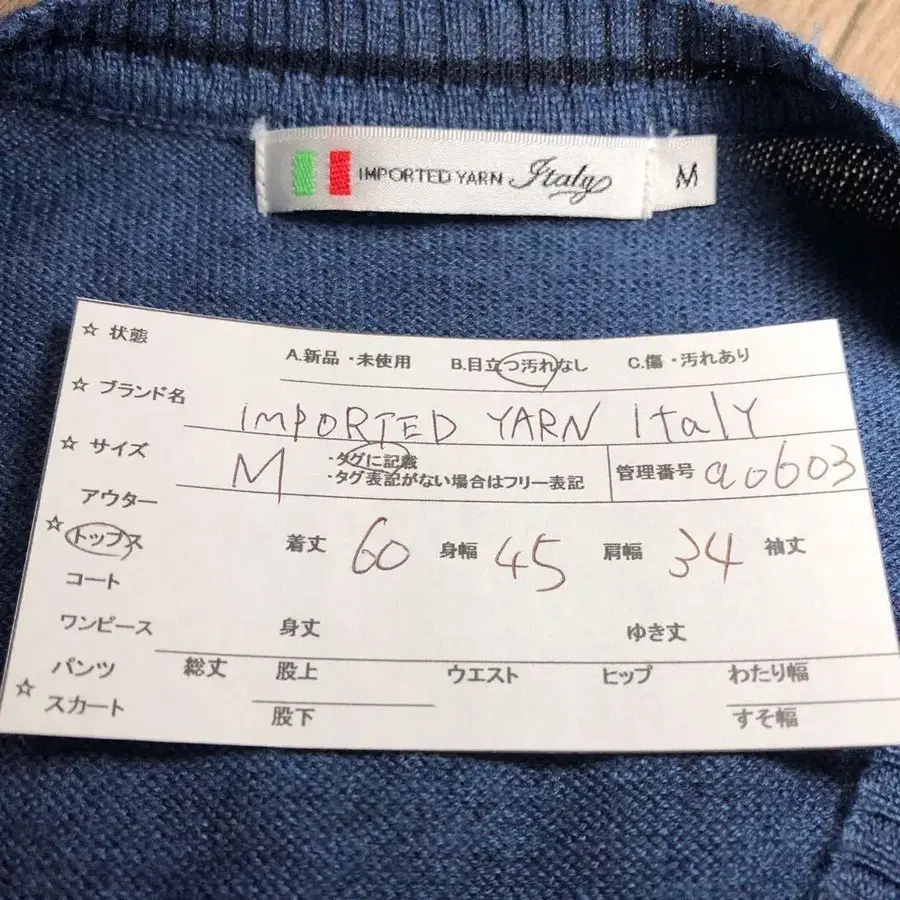 IMPORTED YARN Italy M
☆ 状態 A.新品・未使用 B.目立つ汚れなし C.傷・汚れあり
☆ ブランド名 IMPORTED YARN ItalY
☆ サイズ M ・タグに記載
・タグ表記がない場合はフリー表記 管理番号 a0603
アウター
☆ トップス 着丈 60 身幅 45 肩幅 34 袖丈
コート
ワンピース 身丈 ゆき丈
パンツ 総丈 股上 ウエスト ヒップ わたり幅
☆ スカート 股下 すそ幅